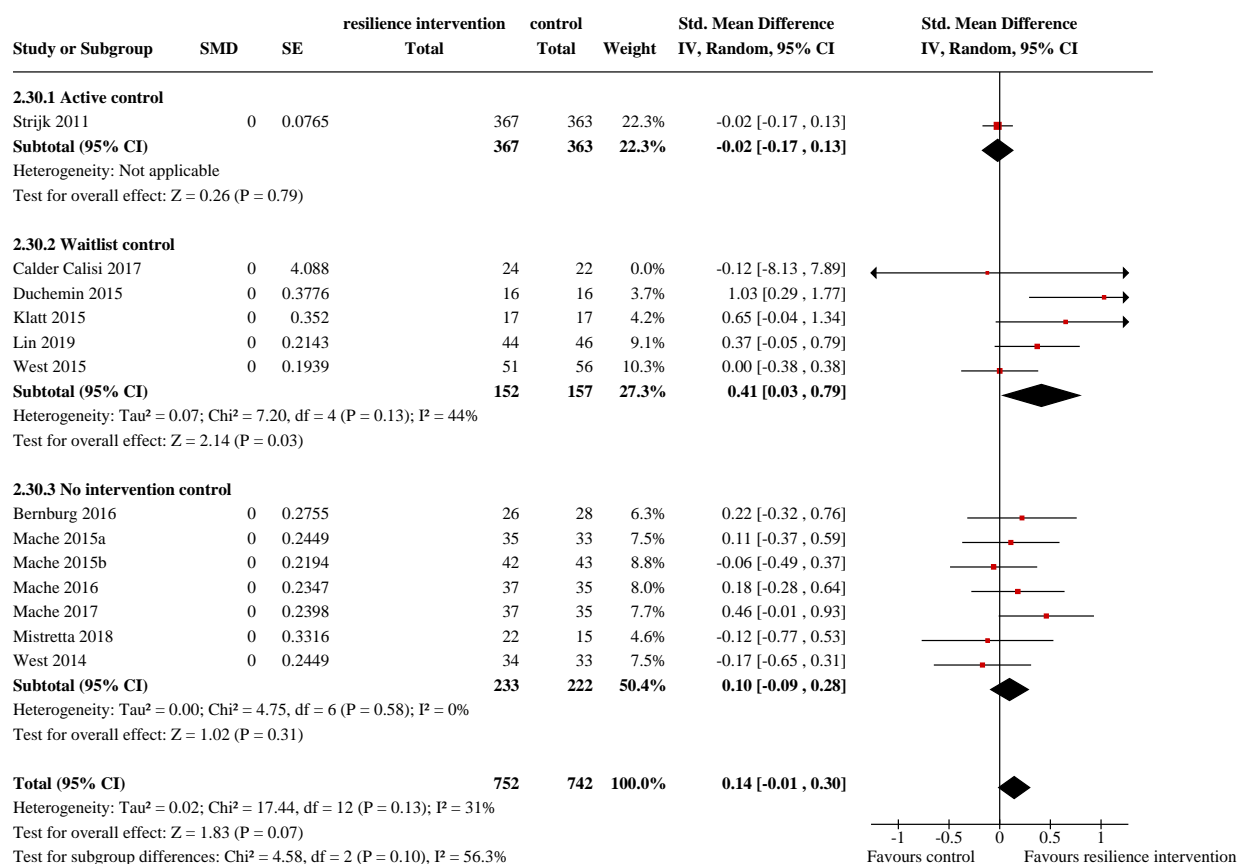 resilience intervention control Std. Mean Difference Std. Mean Difference
Study or Subgroup SMD SE Total Total Weight IV, Random, 95% CI IV, Random, 95% CI
2.30.1 Active control
Strijk 2011 0 0.0765 367 363 22.3% -0.02 [-0.17 , 0.13]
Subtotal (95% CI) 367 363 22.3% -0.02 [-0.17 , 0.13]
Heterogeneity: Not applicable
Test for overall effect: Z = 0.26 (P = 0.79)
2.30.2 Waitlist control
Calder Calisi 2017 0 4.088 24 22 0.0% -0.12 [-8.13 , 7.89]
Duchemin 2015 0 0.3776 16 16 3.7% 1.03 [0.29 , 1.77]
Klatt 2015 0 0.352 17 17 4.2% 0.65 [-0.04 , 1.34]
Lin 2019 0 0.2143 44 46 9.1% 0.37 [-0.05 , 0.79]
West 2015 0 0.1939 51 56 10.3% 0.00 [-0.38 , 0.38]
Subtotal (95% CI) 152 157 27.3% 0.41 [0.03 , 0.79]
Heterogeneity: Tau² = 0.07; Chi² = 7.20, df = 4 (P = 0.13); I² = 44%
Test for overall effect: Z = 2.14 (P = 0.03)
2.30.3 No intervention control
Bernburg 2016 0 0.2755 26 28 6.3% 0.22 [-0.32 , 0.76]
Mache 2015a 0 0.2449 35 33 7.5% 0.11 [-0.37 , 0.59]
Mache 2015b 0 0.2194 42 43 8.8% -0.06 [-0.49 , 0.37]
Mache 2016 0 0.2347 37 35 8.0% 0.18 [-0.28 , 0.64]
Mache 2017 0 0.2398 37 35 7.7% 0.46 [-0.01 , 0.93]
Mistretta 2018 0 0.3316 22 15 4.6% -0.12 [-0.77 , 0.53]
West 2014 0 0.2449 34 33 7.5% -0.17 [-0.65 , 0.31]
Subtotal (95% CI) 233 222 50.4% 0.10 [-0.09 , 0.28]
Heterogeneity: Tau² = 0.00; Chi² = 4.75, df = 6 (P = 0.58); I² = 0%
Test for overall effect: Z = 1.02 (P = 0.31)
Total (95% CI) 752 742 100.0% 0.14 [-0.01 , 0.30]
Heterogeneity: Tau² = 0.02; Chi² = 17.44, df = 12 (P = 0.13); I² = 31%
Test for overall effect: Z = 1.83 (P = 0.07) -1 -0.5 0 0.5 1
Test for subgroup differences: Chi² = 4.58, df = 2 (P = 0.10), I² = 56.3% Favours control Favours resilience intervention